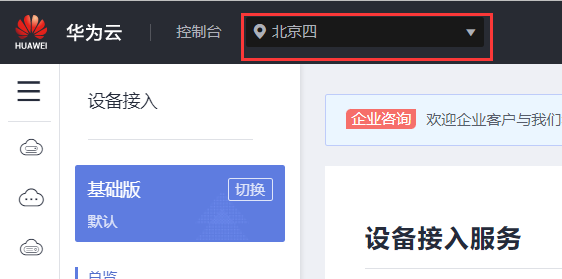 HUAWEI
华为云
控制台
北京四
设备接入
企业咨询 欢迎企业客户与我们
基础版 切换
默认
设备接入服务
总览